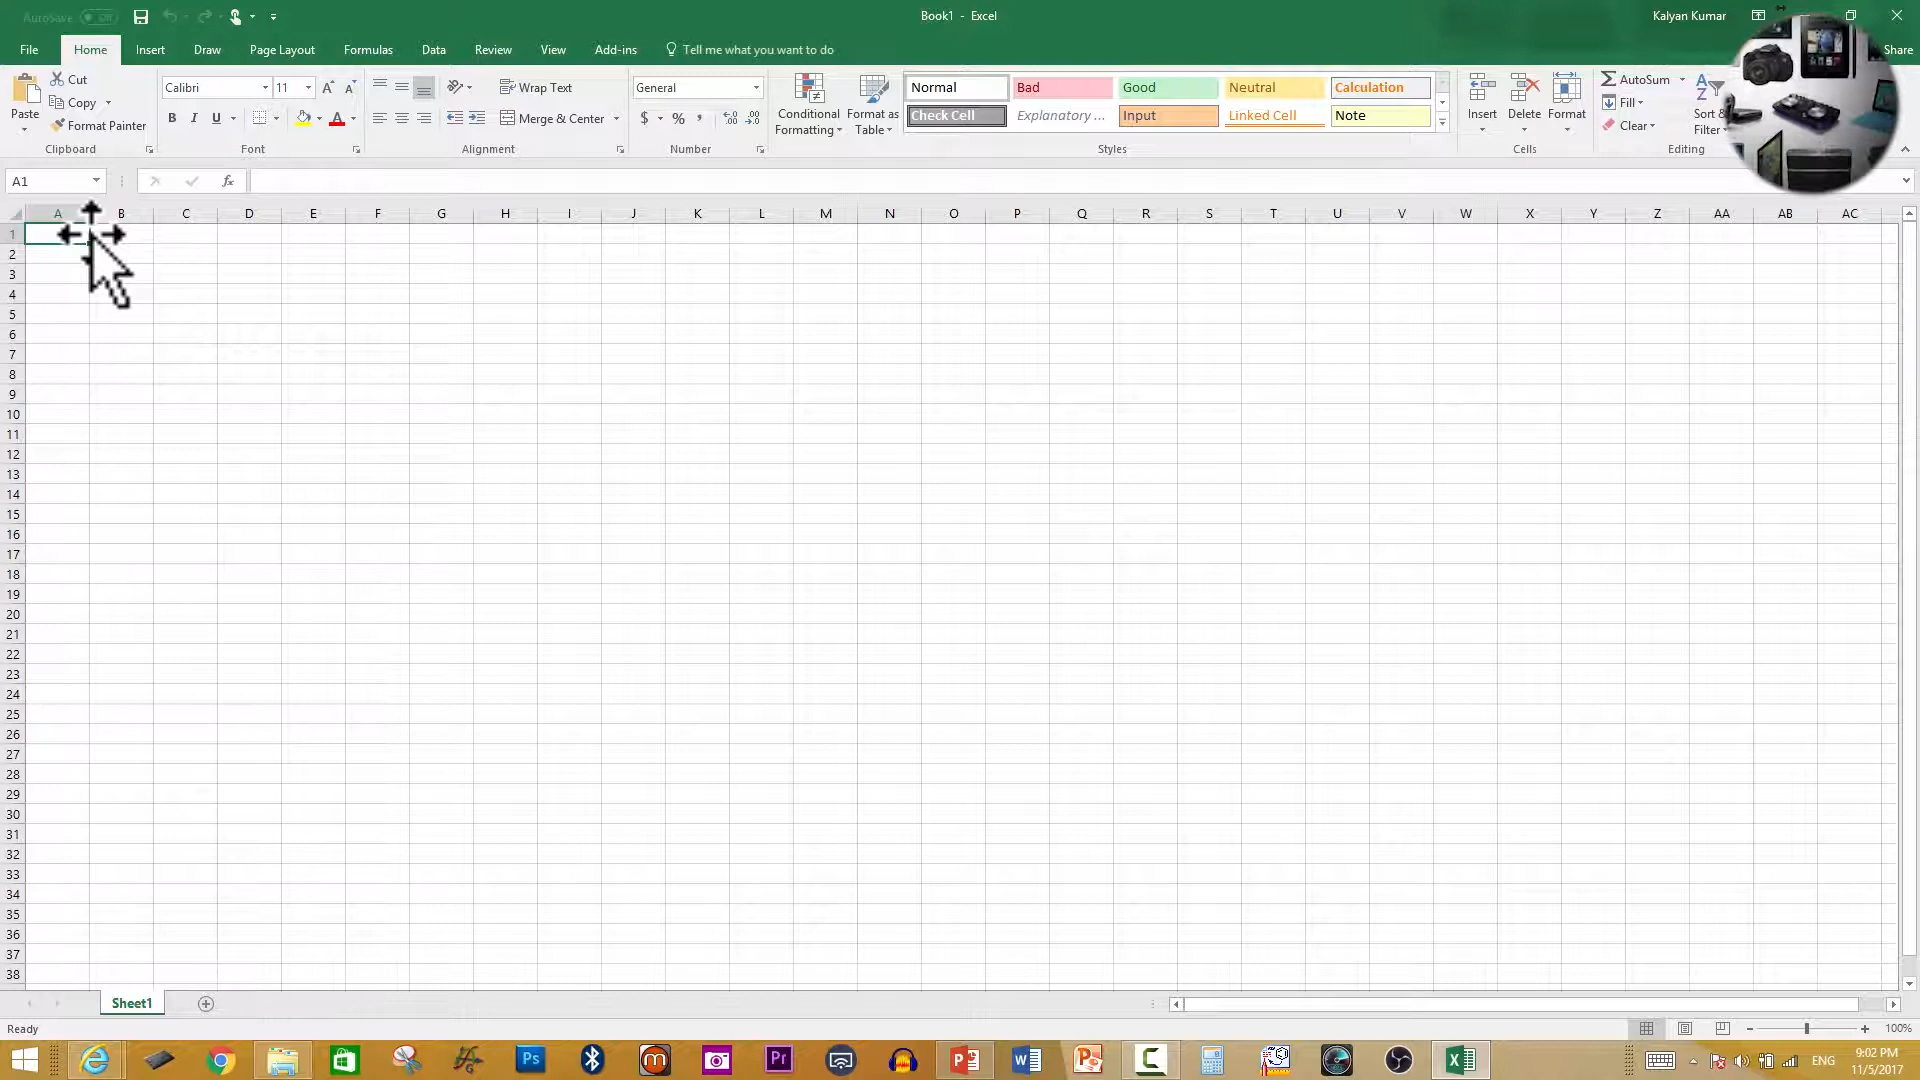 AutoSave Off
Book1 - Excel
Kalyan Kumar
File Home Insert Draw Page Layout Formulas Data Review View Add-ins Tell me what you want to do Share
Paste
Cut
Copy
Format Painter
Clipboard
Calibri 11
B I U A
Font
Wrap Text
Merge & Center
Alignment
General
$ % ,
Number
Conditional Formatting
Format as Table
Normal Bad Good Neutral Calculation
Check Cell Explanatory ... Input Linked Cell Note
Styles
Insert Delete Format
Cells
AutoSum
Fill
Clear
Sort & Filter
Editing
A1 fx
A B C D E F G H I J K L M N O P Q R S T U V W X Y Z AA AB AC
1
2
3
4
5
6
7
8
9
10
11
12
13
14
15
16
17
18
19
20
21
22
23
24
25
26
27
28
29
30
31
32
33
34
35
36
37
38
Sheet1
Ready
100%
Ps Pr ENG
9:02 PM
11/5/2017